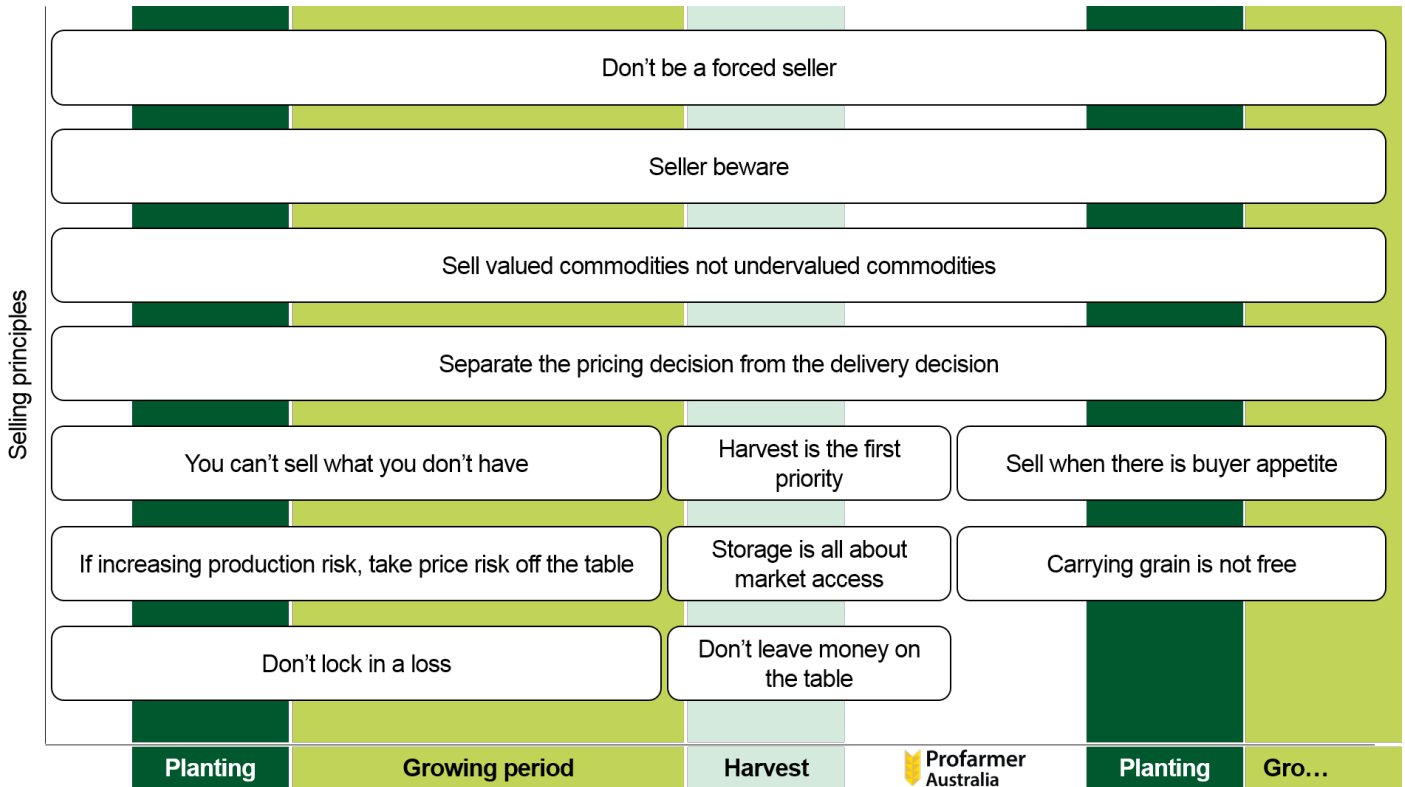 Selling principles
Don't be a forced seller
Seller beware
Sell valued commodities not undervalued commodities
Separate the pricing decision from the delivery decision
You can't sell what you don't have
Harvest is the first
priority
Sell when there is buyer appetite
If increasing production risk, take price risk off the table
Storage is all about
market access
Carrying grain is not free
Don't lock in a loss
Don't leave money on
the table
Planting
Growing period
Harvest
Profarmer
Australia
Planting
Gro…